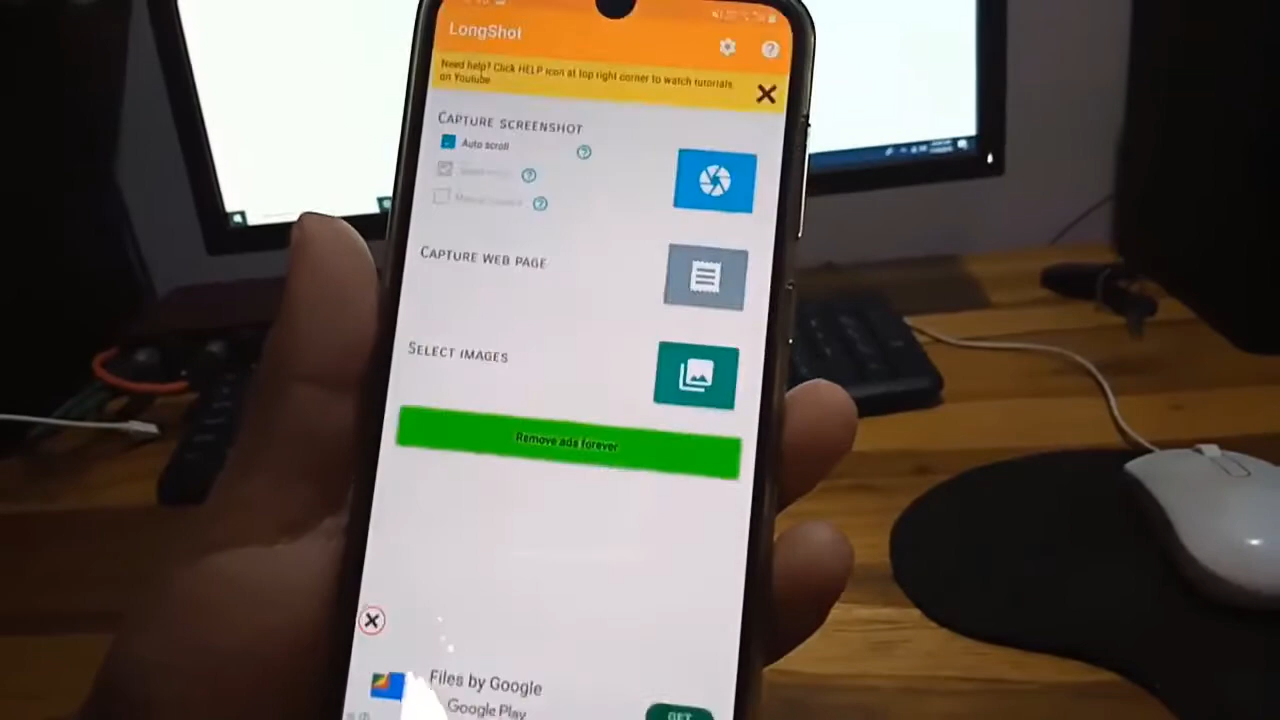 LongShot
Need help? Click HELP icon at top right corner to watch tutorials
on Youtube
CAPTURE SCREENSHOT
Auto scroll
CAPTURE WEB PAGE
SELECT IMAGES
Remove ads forever
Files by Google
Google Play
GET